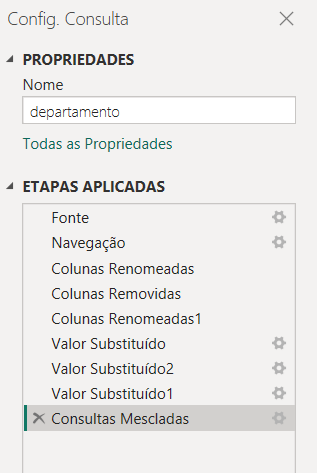 Config. Consulta
PROPRIEDADES
Nome
departamento
Todas as Propriedades
ETAPAS APLICADAS
Fonte
Navegação
Colunas Renomeadas
Colunas Removidas
Colunas Renomeadas1
Valor Substituído
Valor Substituído2
Valor Substituído1
Consultas Mescladas